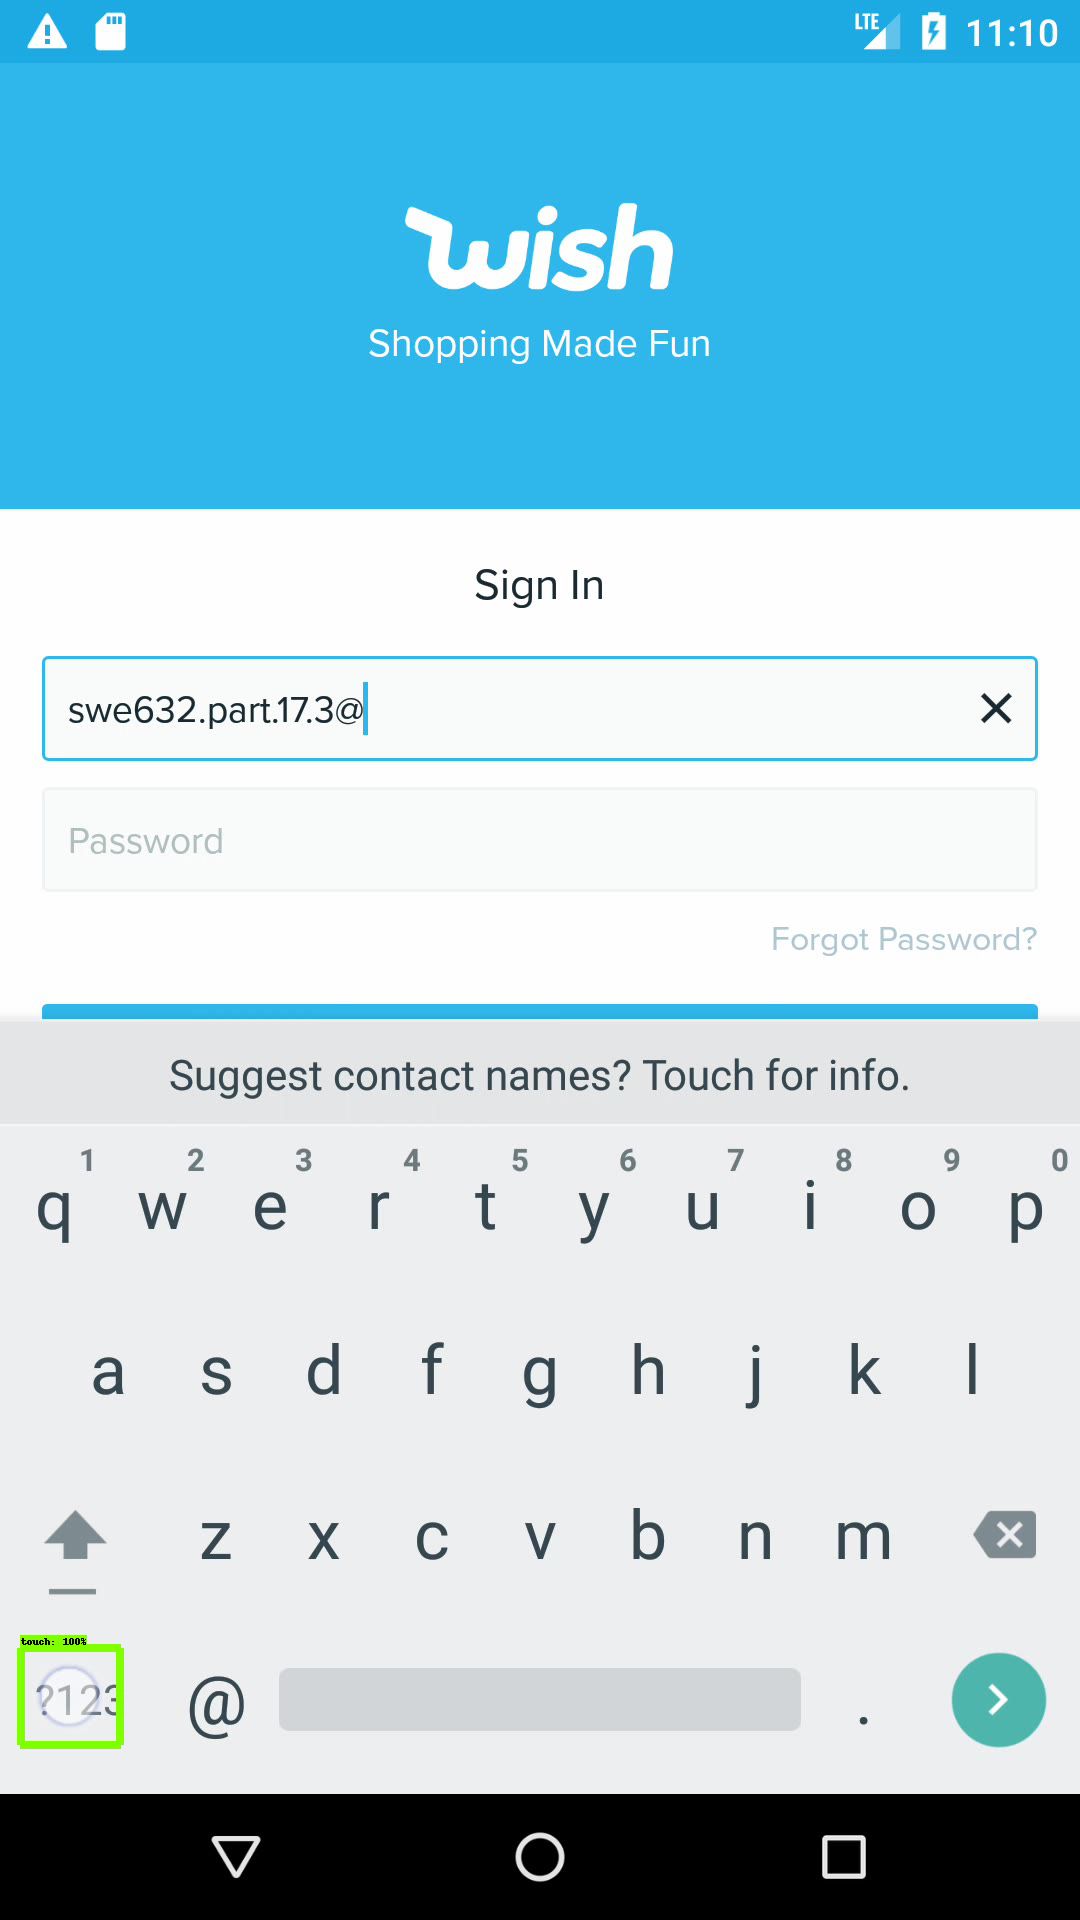 LTE 11:10
wish
Shopping Made Fun
Sign In
swe632.part.17.3@
Password
Forgot Password?
Suggest contact names? Touch for info.
1 2 3 4 5 6 7 8 9 0
q w e r t y u i o p
a s d f g h j k l
z x c v b n m
touch: 100%
?123 @ .